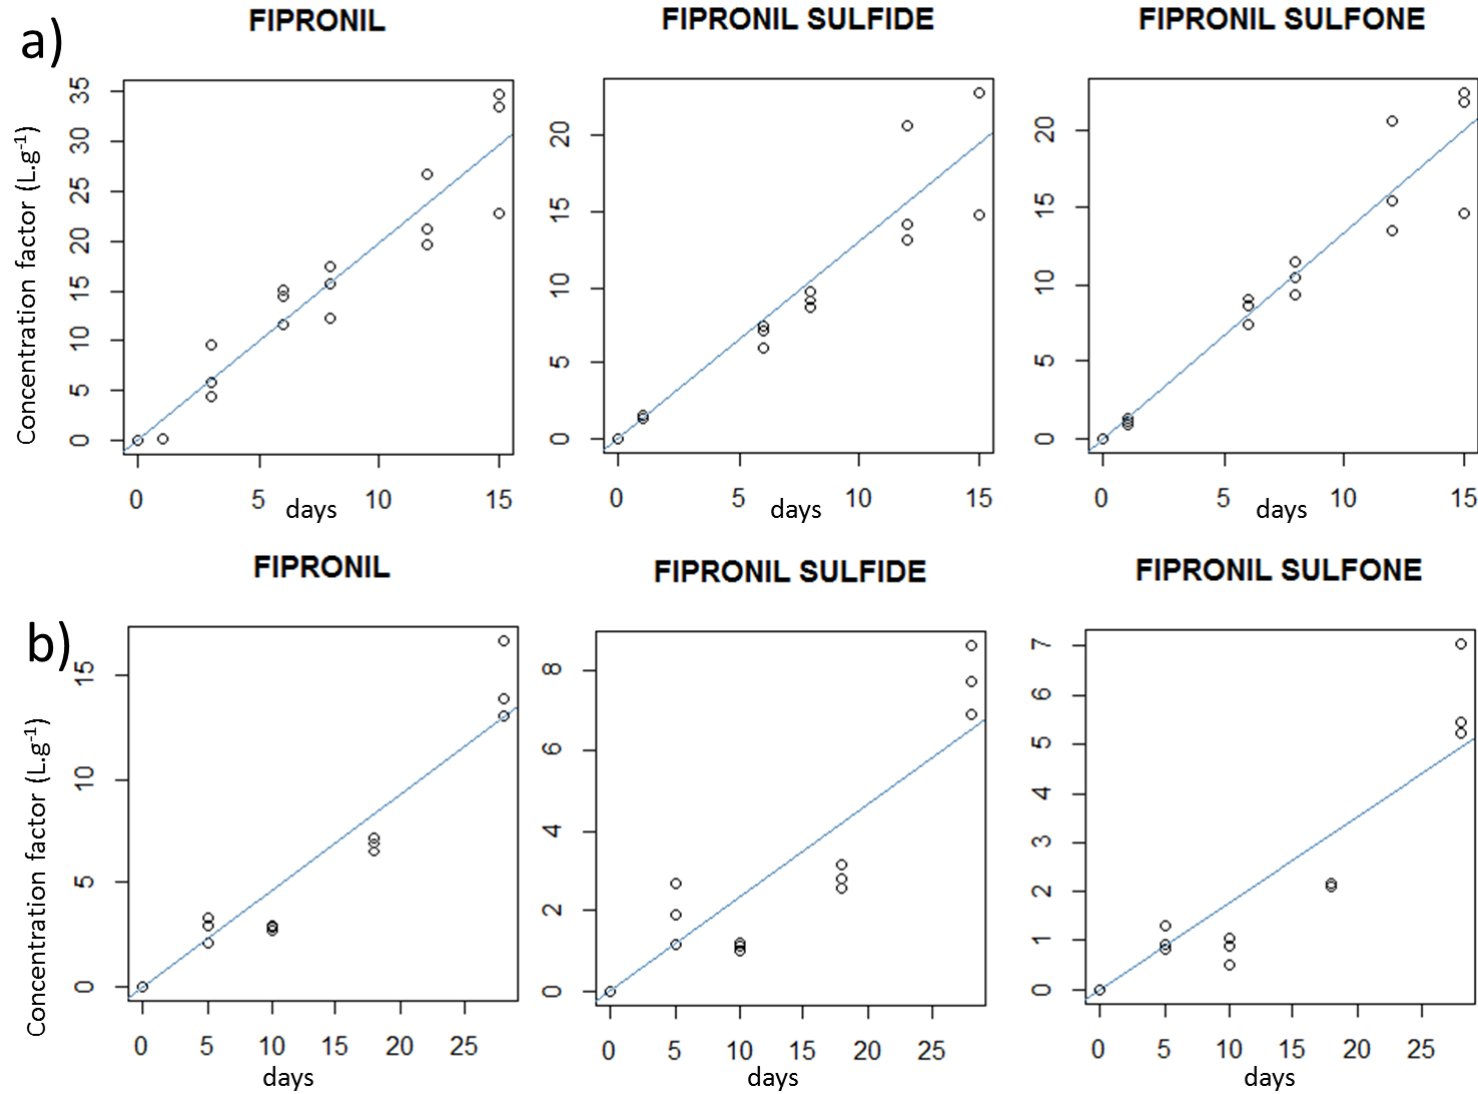 a)
FIPRONIL
FIPRONIL SULFIDE
FIPRONIL SULFONE
Concentration factor (L.g-1)
35
30
25
20
15
10
5
0
0 5 10 15
days
20
15
10
5
0
0 5 10 15
days
20
15
10
5
0
0 5 10 15
days
b)
FIPRONIL
FIPRONIL SULFIDE
FIPRONIL SULFONE
Concentration factor (L.g-1)
15
10
5
0
0 5 10 15 20 25
days
8
6
4
2
0
0 5 10 15 20 25
days
7
6
5
4
3
2
1
0
0 5 10 15 20 25
days